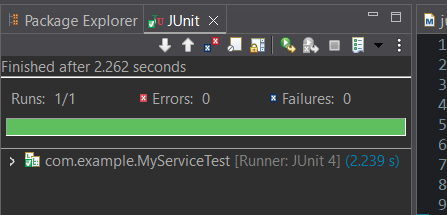 Package Explorer JUnit
Finished after 2.262 seconds
Runs: 1/1 Errors: 0 Failures: 0
com.example.MyServiceTest [Runner: JUnit 4] (2.239 s)
1
2
3
4
5
6
7
8
9